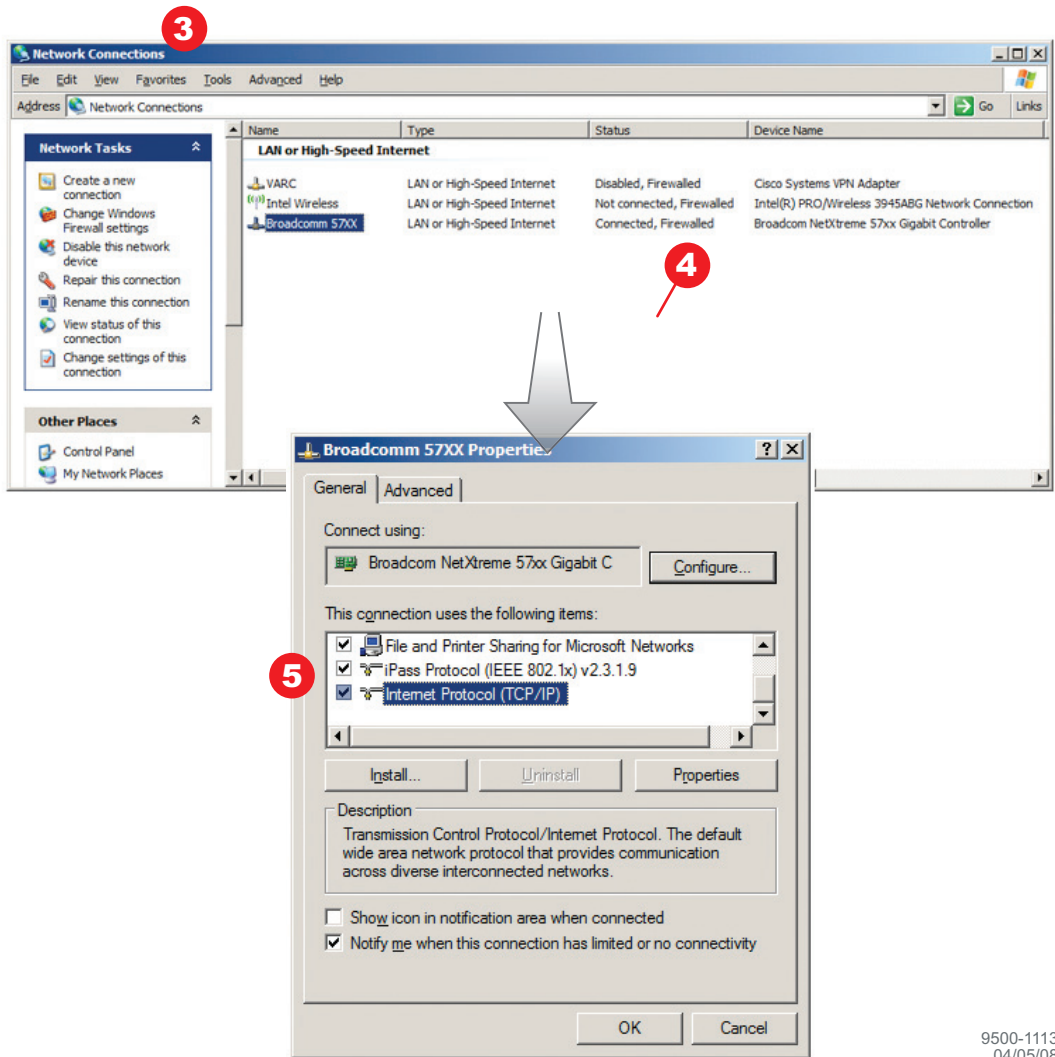 3
Network Connections
File Edit View Favorites Tools Advanced Help
Address Network Connections Go Links
Name Type Status Device Name
LAN or High-Speed Internet
VARC LAN or High-Speed Internet Disabled, Firewalled Cisco Systems VPN Adapter
Intel Wireless LAN or High-Speed Internet Not connected, Firewalled Intel(R) PRO/Wireless 3945ABG Network Connection
Broadcomm 57XX LAN or High-Speed Internet Connected, Firewalled Broadcom NetXtreme 57xx Gigabit Controller
Network Tasks
Create a new
connection
Change Windows
Firewall settings
Disable this network
device
Repair this connection
Rename this connection
View status of this
connection
Change settings of this
connection
Other Places
Control Panel
My Network Places
4
Broadcomm 57XX Properties
General Advanced
Connect using:
Broadcom NetXtreme 57xx Gigabit C Configure...
This connection uses the following items:
File and Printer Sharing for Microsoft Networks
5
iPass Protocol (IEEE 802.1x) v2.3.1.9
Internet Protocol (TCP/IP)
Install... Uninstall Properties
Description
Transmission Control Protocol/Internet Protocol. The default
wide area network protocol that provides communication
across diverse interconnected networks.
Show icon in notification area when connected
Notify me when this connection has limited or no connectivity
OK Cancel
9500-1113
04/05/08